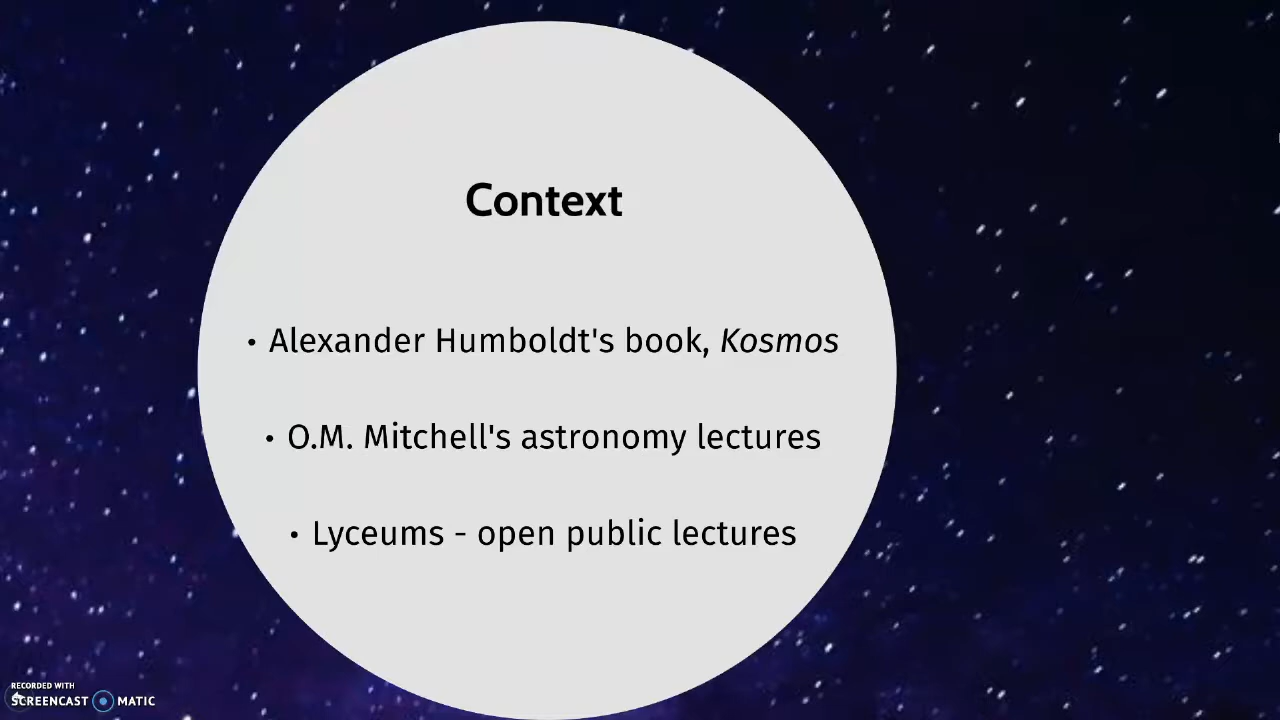 Context
• Alexander Humboldt's book, Kosmos
• O.M. Mitchell's astronomy lectures
• Lyceums - open public lectures
RECORDED WITH
SCREENCAST MATIC